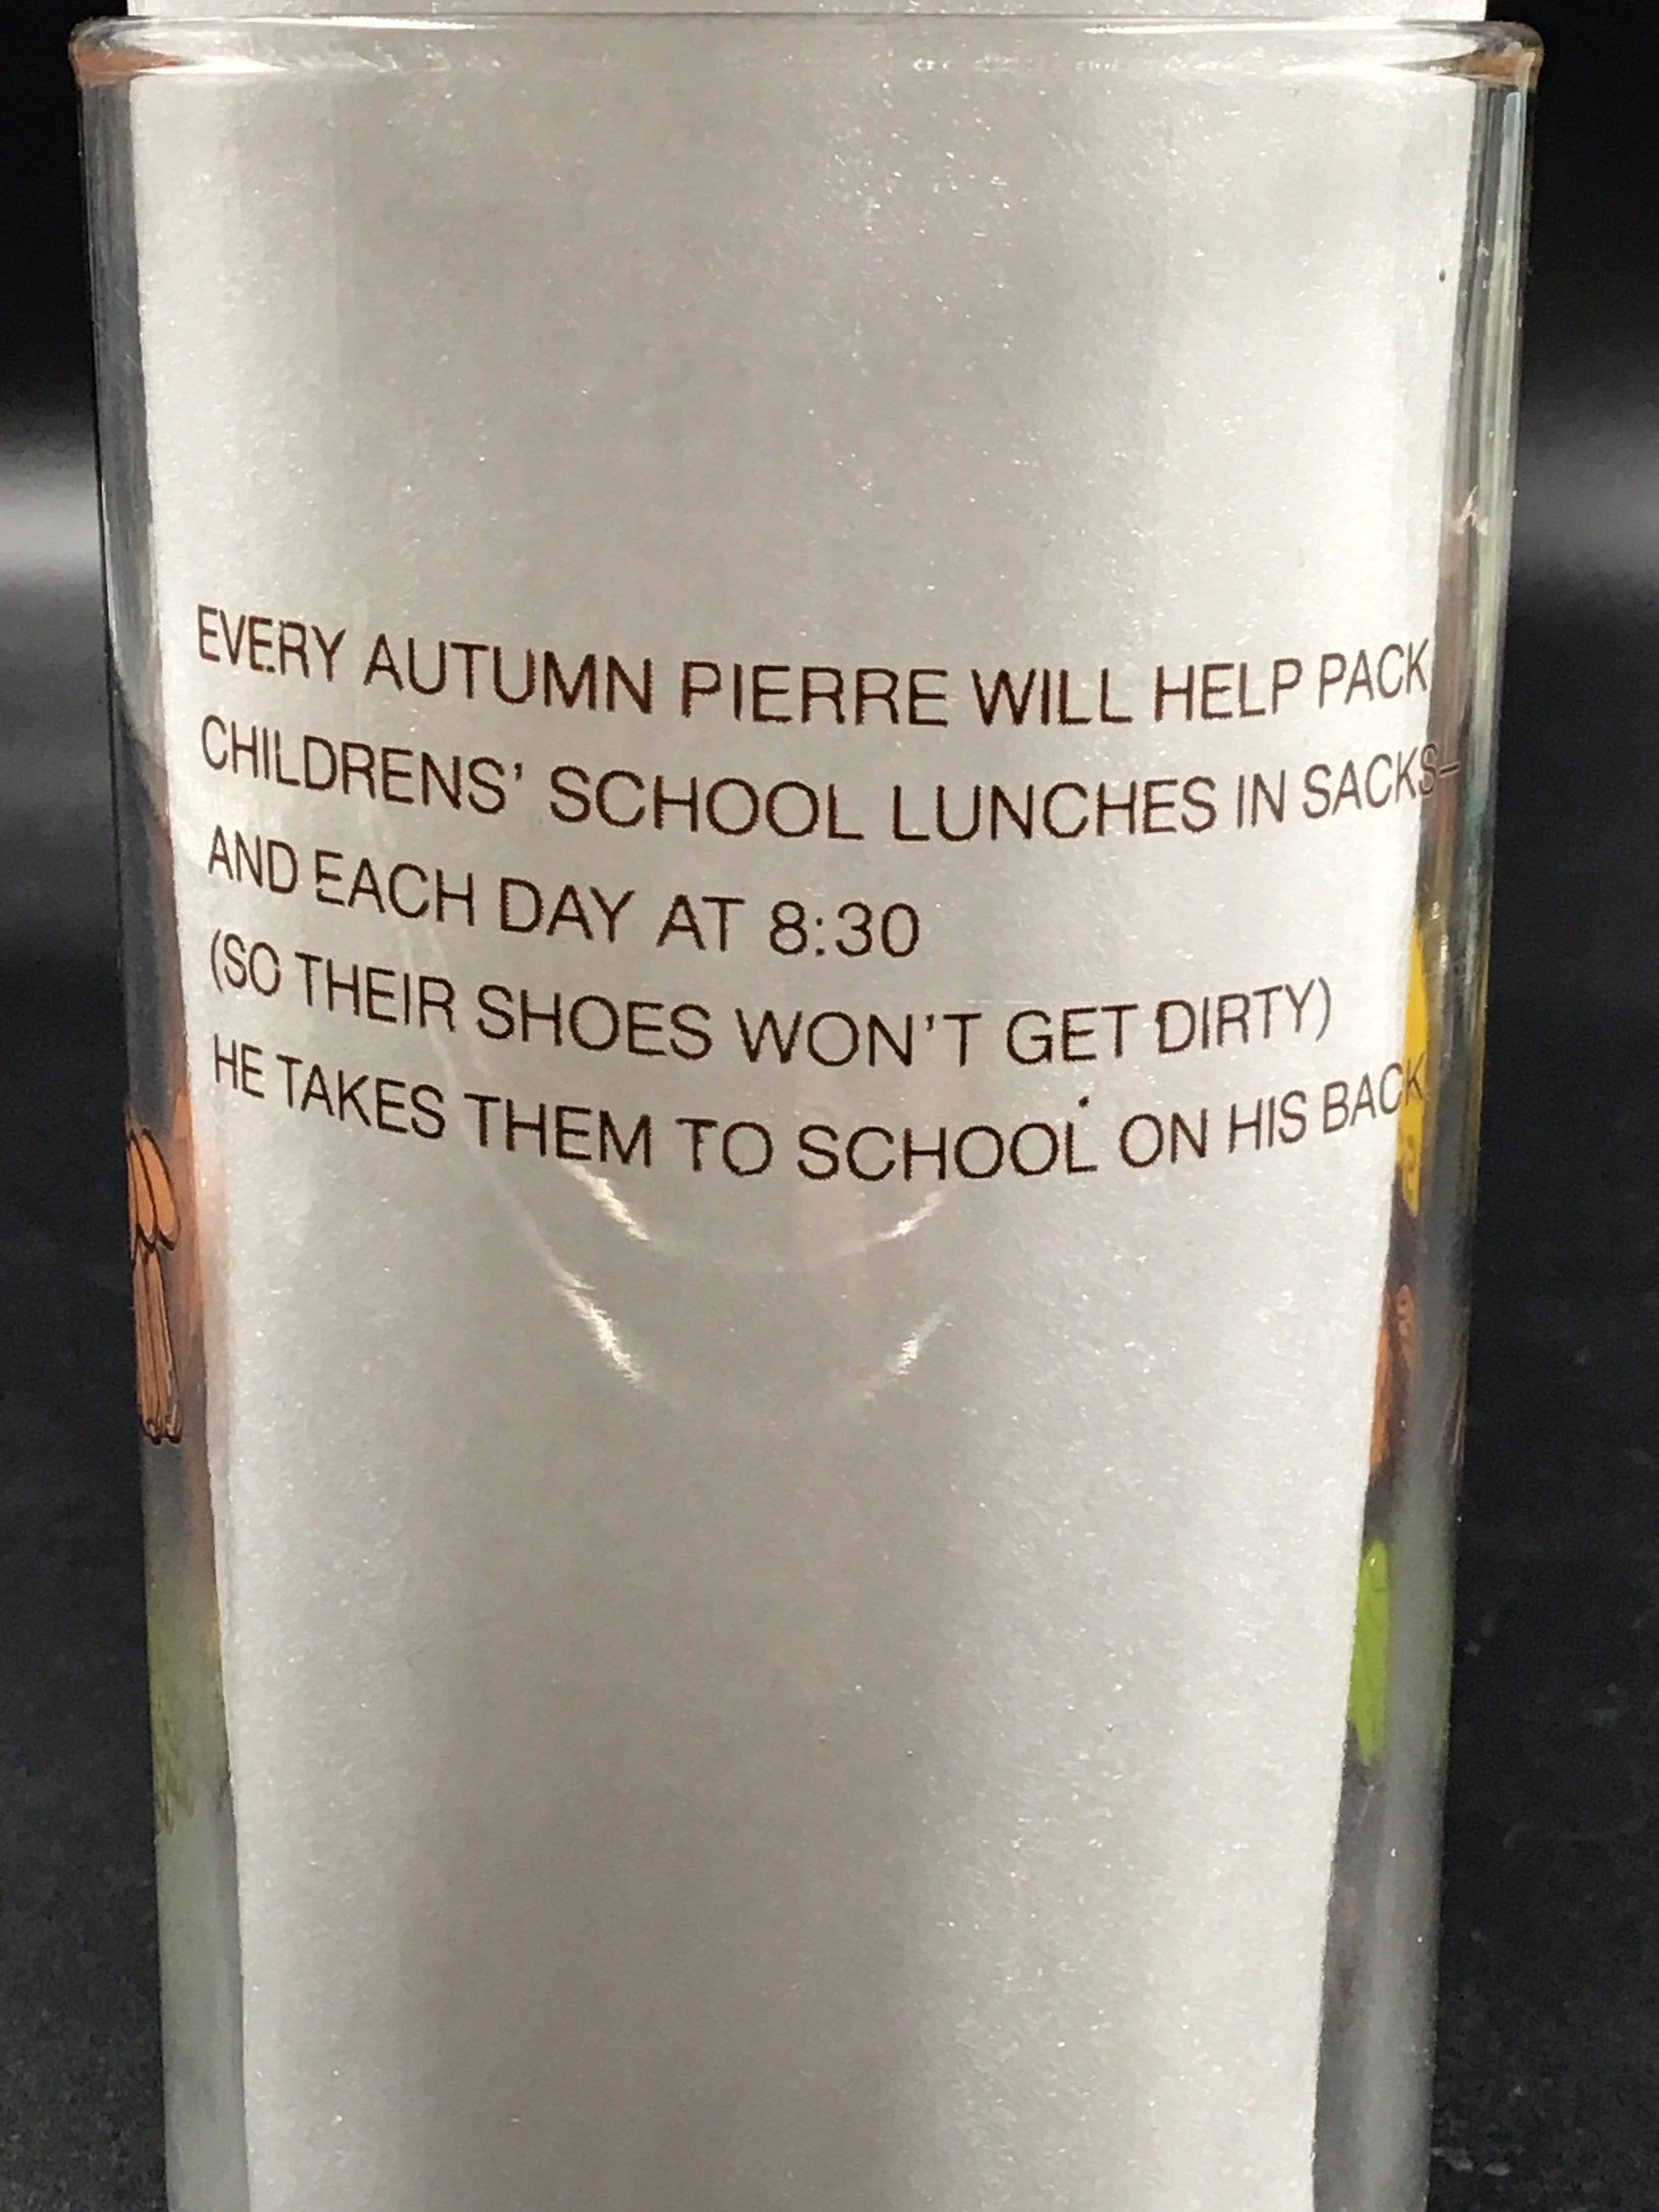 EVERY AUTUMN PIERRE WILL HELP PACK
CHILDRENS' SCHOOL LUNCHES IN SACKS–
AND EACH DAY AT 8:30
(SO THEIR SHOES WON'T GET DIRTY)
HE TAKES THEM TO SCHOOL ON HIS BACK